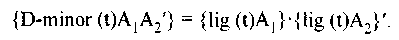 {D-minor (t)A₁A₂′} = {lig (t)A₁}·{lig (t)A₂}′.